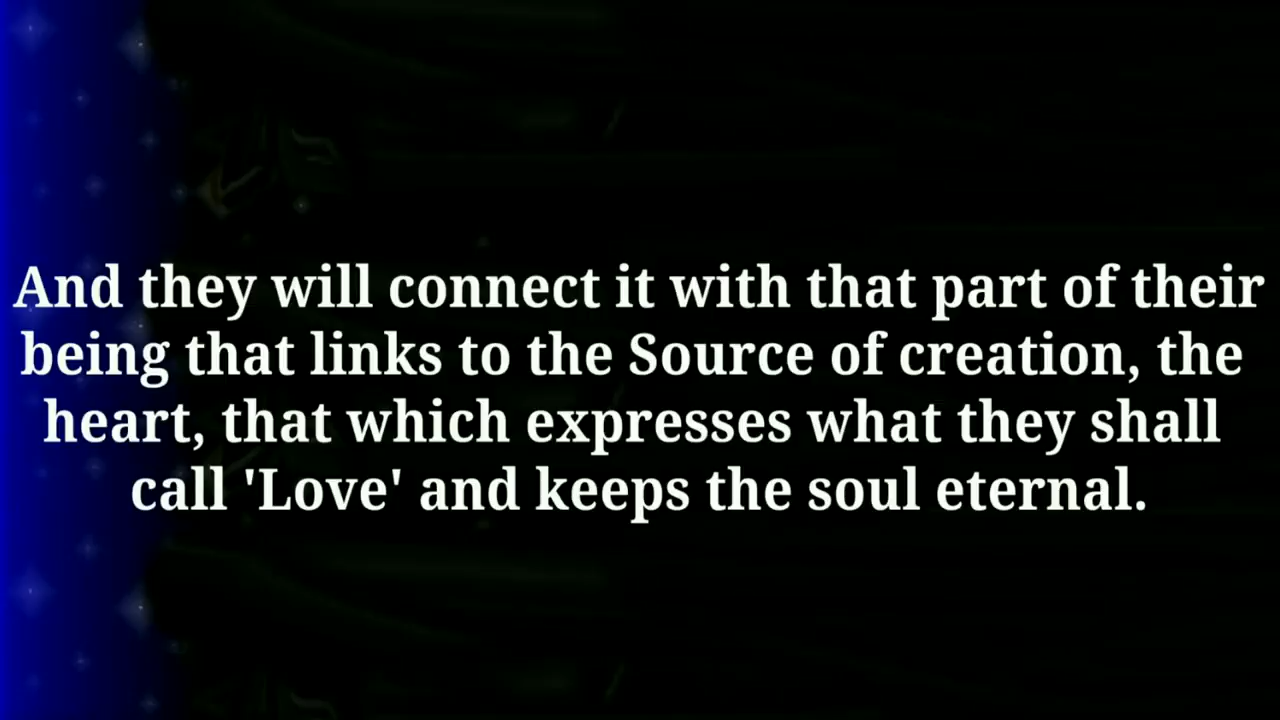 And they will connect it with that part of their
being that links to the Source of creation, the
heart, that which expresses what they shall
call 'Love' and keeps the soul eternal.